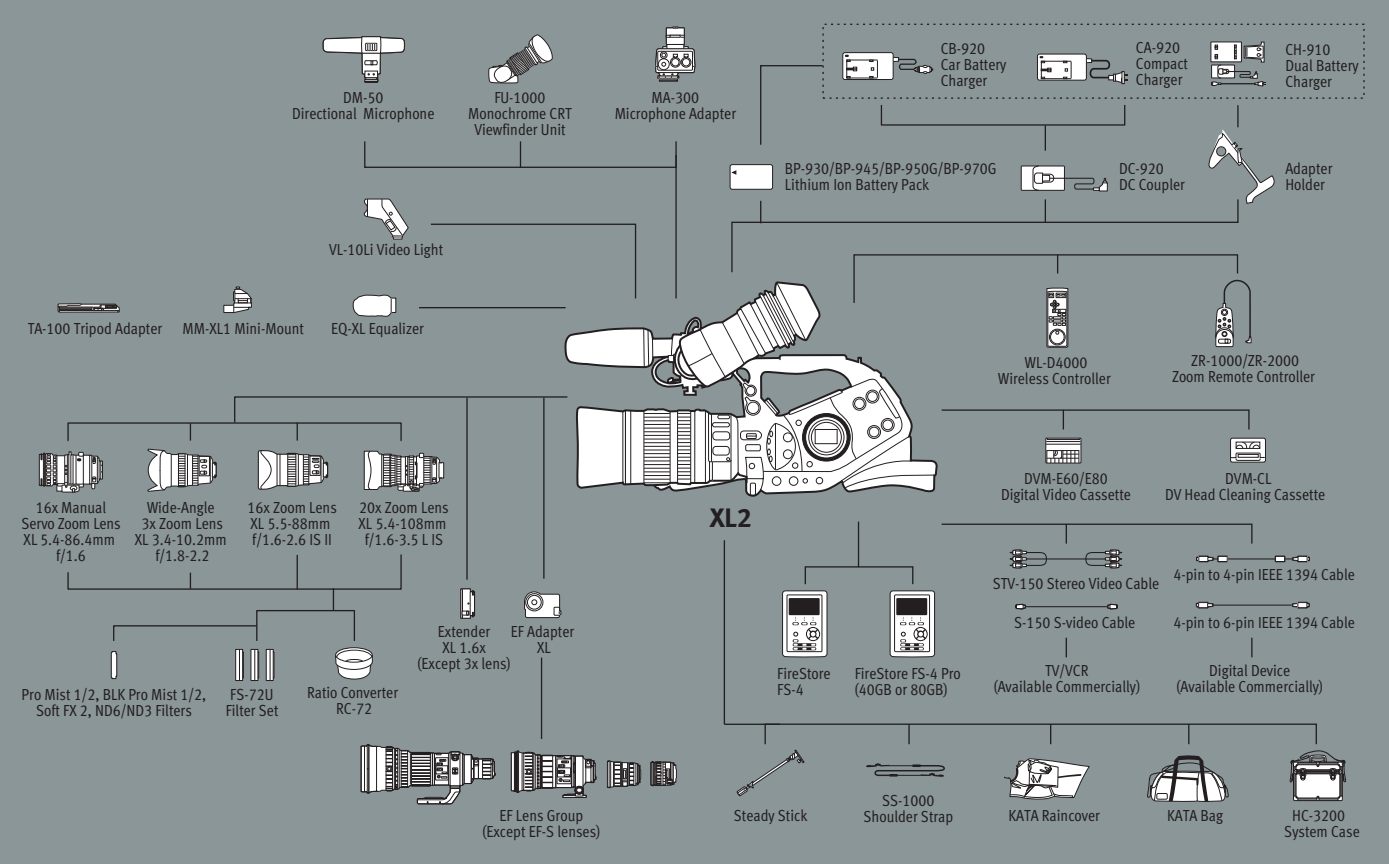 DM-50
Directional Microphone
FU-1000
Monochrome CRT
Viewfinder Unit
MA-300
Microphone Adapter
CB-920
Car Battery
Charger
CA-920
Compact
Charger
CH-910
Dual Battery
Charger
BP-930/BP-945/BP-950G/BP-970G
Lithium Ion Battery Pack
DC-920
DC Coupler
Adapter
Holder
VL-10Li Video Light
TA-100 Tripod Adapter
MM-XL1 Mini-Mount
EQ-XL Equalizer
WL-D4000
Wireless Controller
ZR-1000/ZR-2000
Zoom Remote Controller
16x Manual
Servo Zoom Lens
XL 5.4-86.4mm
f/1.6
Wide-Angle
3x Zoom Lens
XL 3.4-10.2mm
f/1.8-2.2
16x Zoom Lens
XL 5.5-88mm
f/1.6-2.6 IS II
20x Zoom Lens
XL 5.4-108mm
f/1.6-3.5 L IS
XL2
DVM-E60/E80
Digital Video Cassette
DVM-CL
DV Head Cleaning Cassette
STV-150 Stereo Video Cable
4-pin to 4-pin IEEE 1394 Cable
S-150 S-video Cable
4-pin to 6-pin IEEE 1394 Cable
Extender
XL 1.6x
(Except 3x lens)
EF Adapter
XL
FireStore
FS-4
FireStore FS-4 Pro
(40GB or 80GB)
TV/VCR
(Available Commercially)
Digital Device
(Available Commercially)
Pro Mist 1/2, BLK Pro Mist 1/2,
Soft FX 2, ND6/ND3 Filters
FS-72U
Filter Set
Ratio Converter
RC-72
EF Lens Group
(Except EF-S lenses)
Steady Stick
SS-1000
Shoulder Strap
KATA Raincover
KATA Bag
HC-3200
System Case